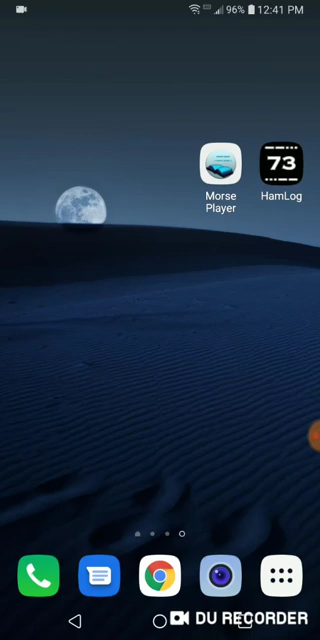 96% 12:41 PM
73
Morse
Player
HamLog
DU RECORDER